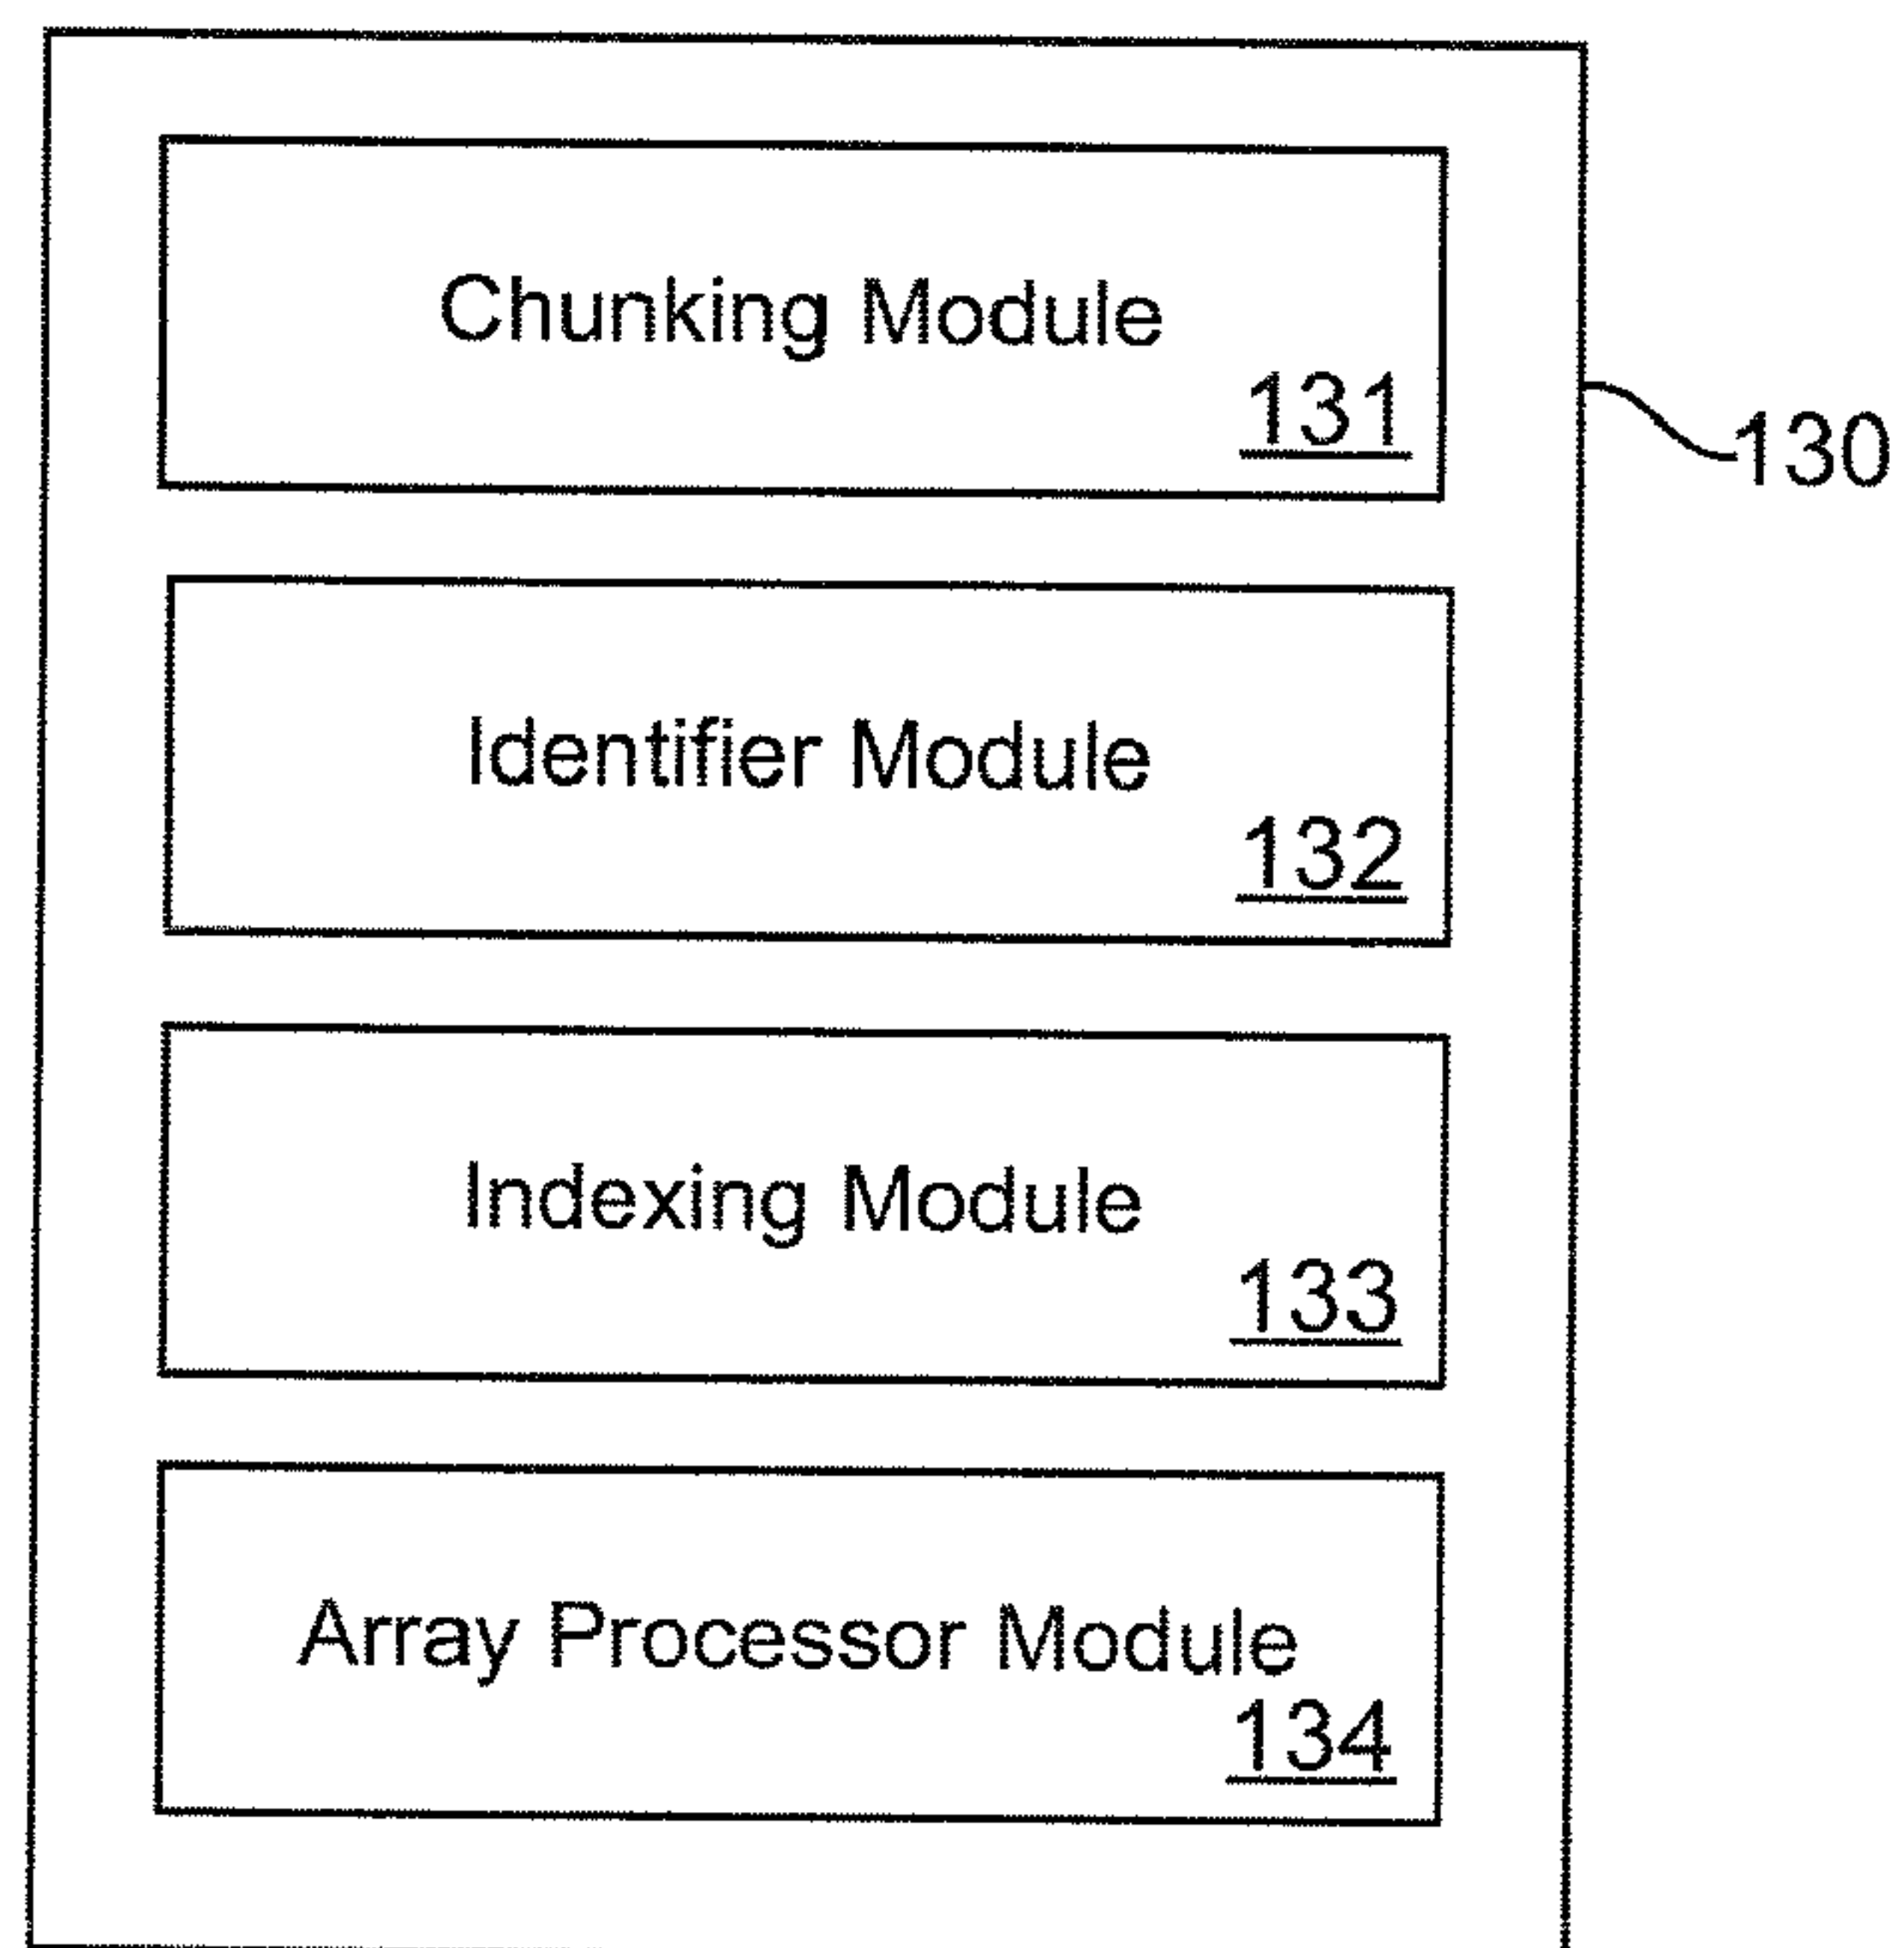 Chunking Module
131
130
Identifier Module
132
Indexing Module
133
Array Processor Module
134